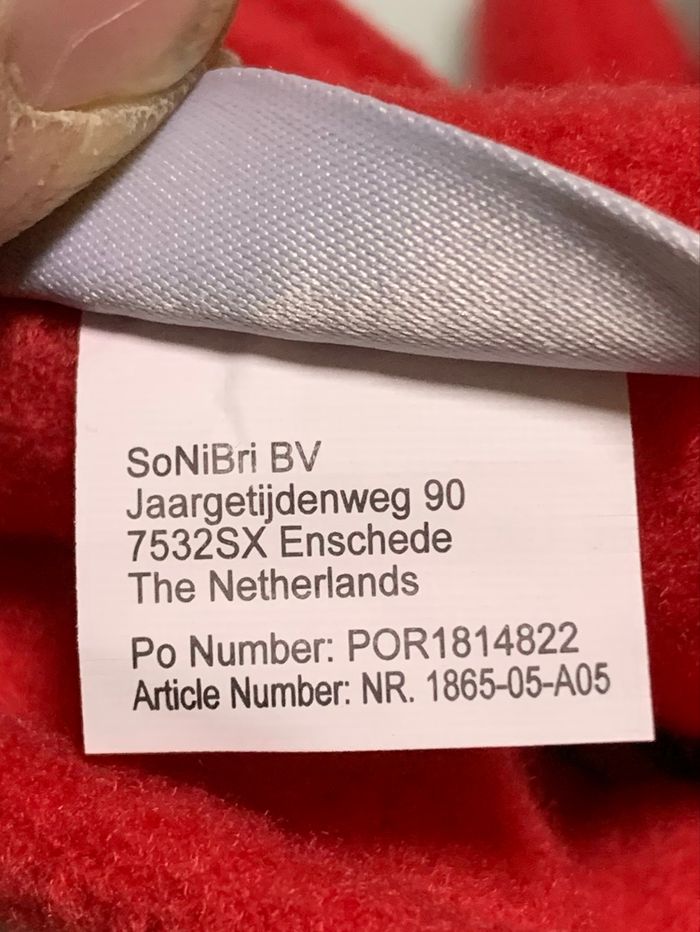 SoNiBri BV
Jaargetijdenweg 90
7532SX Enschede
The Netherlands
Po Number: POR1814822
Article Number: NR. 1865-05-A05